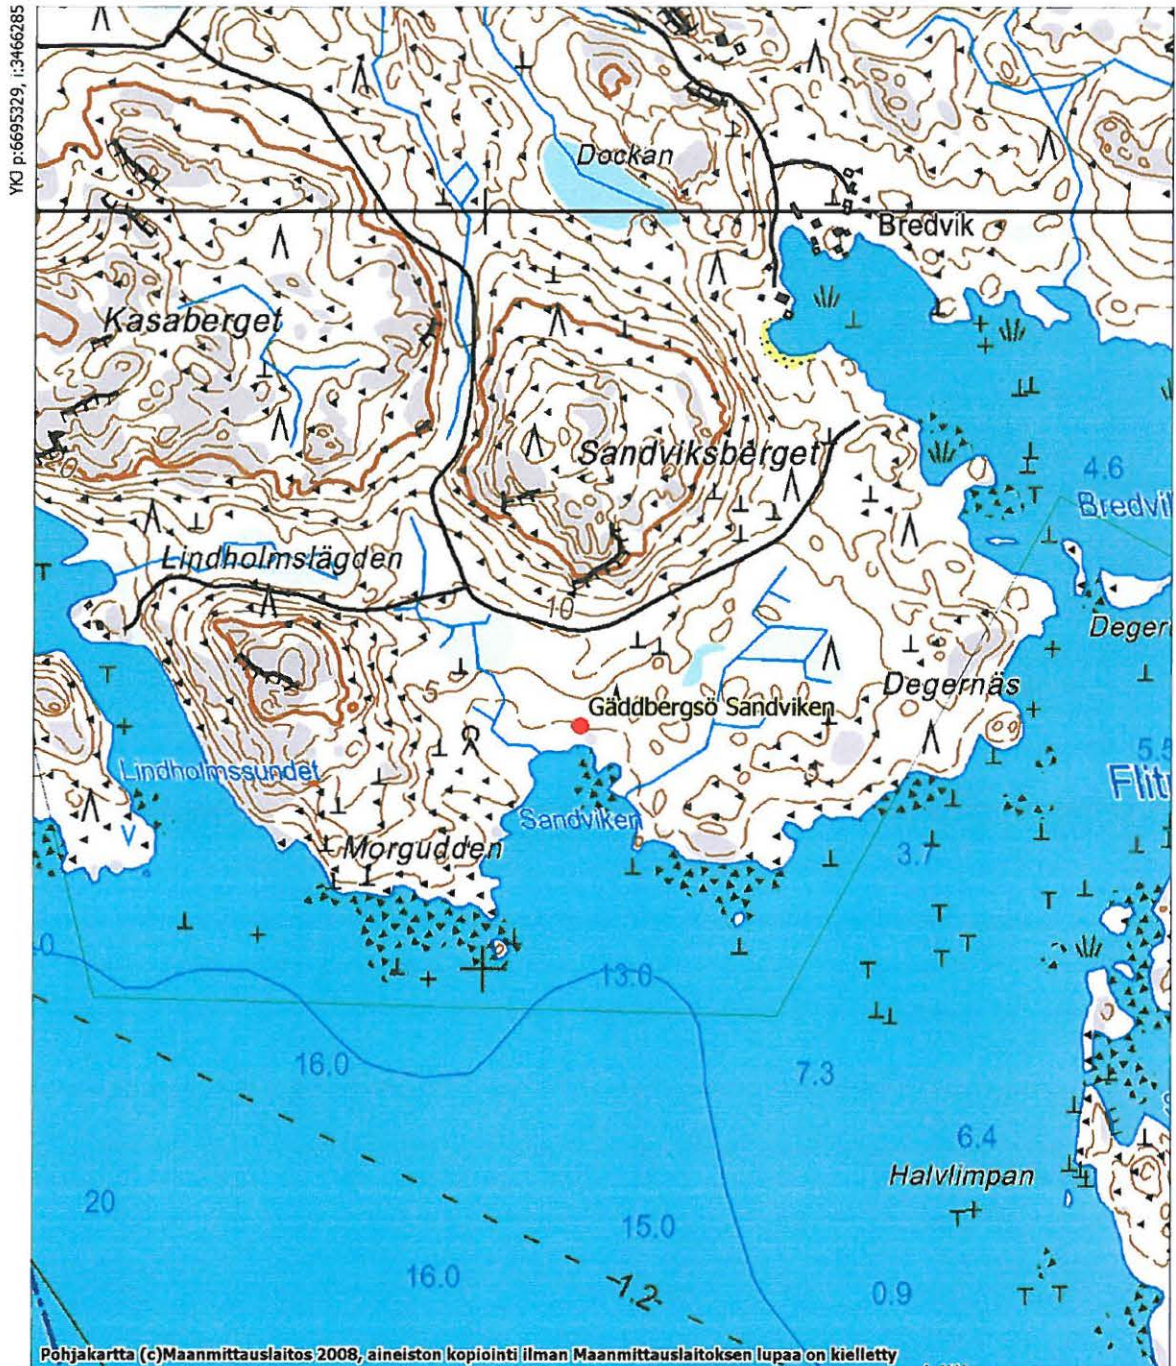 YKJ p:6695329, i:3466285
Dockan
Bredvik
Kasaberget
Sandviksberget
20
4.6
Lindholmslägden
10
2
Deger
5
Degernäs
Gäddbergsö Sandviken
5
Lindholmssundet
Flit
V
Sandviken
Morgudden
3.7
13.0
16.0
7.3
6.4
Halvlimpan
20
15.0
16.0
1.2
0.9
Pohjakartta (c)Maanmittauslaitos 2008, aineiston kopiointi ilman Maanmittauslaitoksen lupaa on kielletty